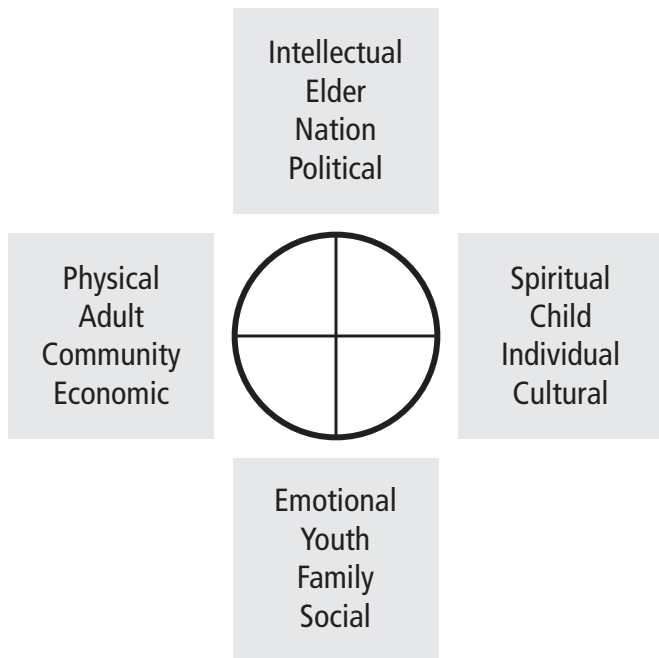 Intellectual
Elder
Nation
Political
Physical
Adult
Community
Economic
Spiritual
Child
Individual
Cultural
Emotional
Youth
Family
Social